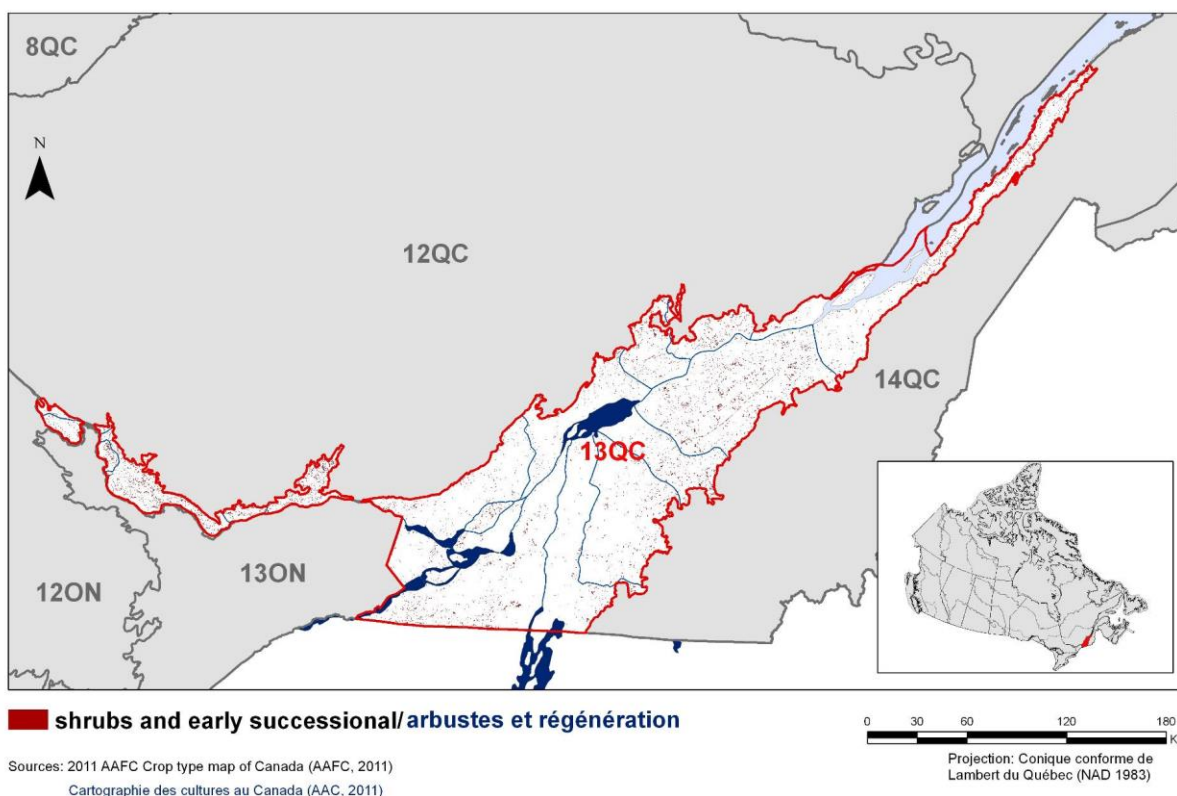 8QC
N
12QC
14QC
13QC
13ON
12ON
shrubs and early successional/ arbustes et régénération
0 30 60 120 180
K
Sources: 2011 AAFC Crop type map of Canada (AAFC, 2011)
Cartographie des cultures au Canada (AAC, 2011)
Projection: Conique conforme de
Lambert du Québec (NAD 1983)